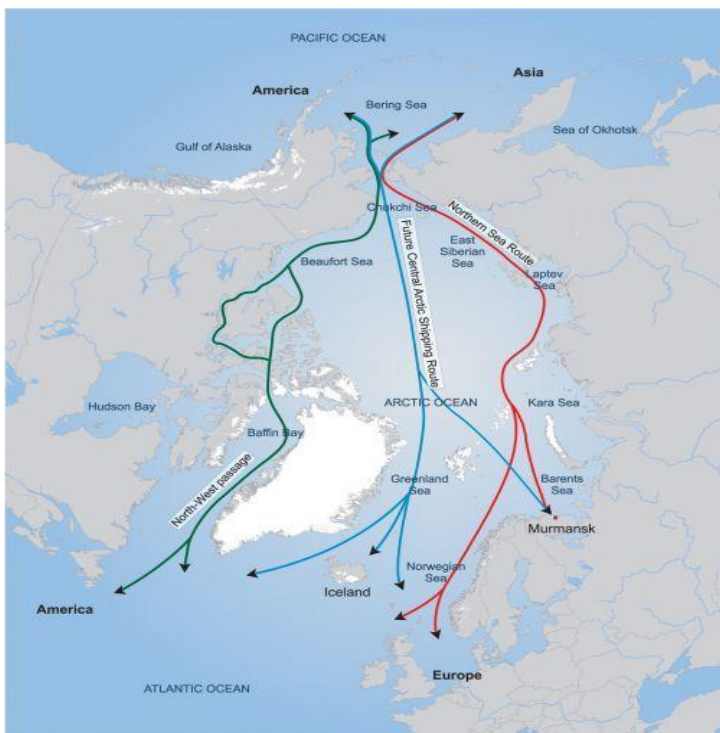 PACIFIC OCEAN
America
Asia
Bering Sea
Gulf of Alaska
Sea of Okhotsk
Chukchi Sea
Northern Sea Route
East
Siberian
Sea
Laptev
Sea
Beaufort Sea
Future Central Arctic Shipping Route
Hudson Bay
ARCTIC OCEAN
Kara Sea
Baffin Bay
North-West passage
Greenland
Sea
Barents
Sea
Murmansk
Norwegian
Sea
Iceland
America
Europe
ATLANTIC OCEAN